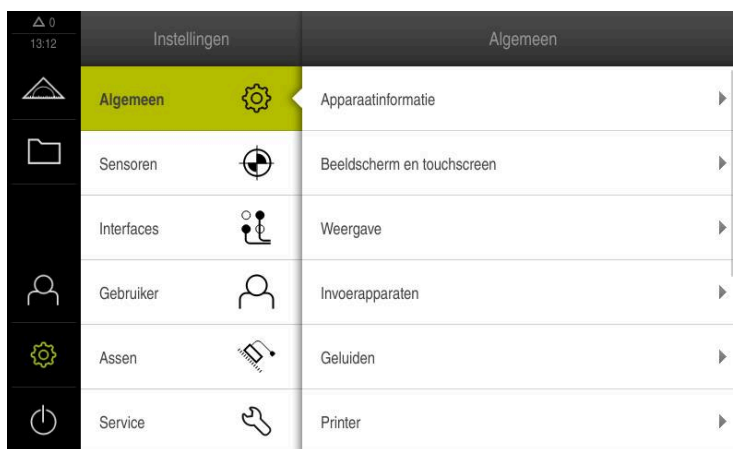 0
13:12
Instellingen
Algemeen
Algemeen
Apparaatinformatie
Sensoren
Beeldscherm en touchscreen
Interfaces
Weergave
Gebruiker
Invoerapparaten
Assen
Geluiden
Service
Printer